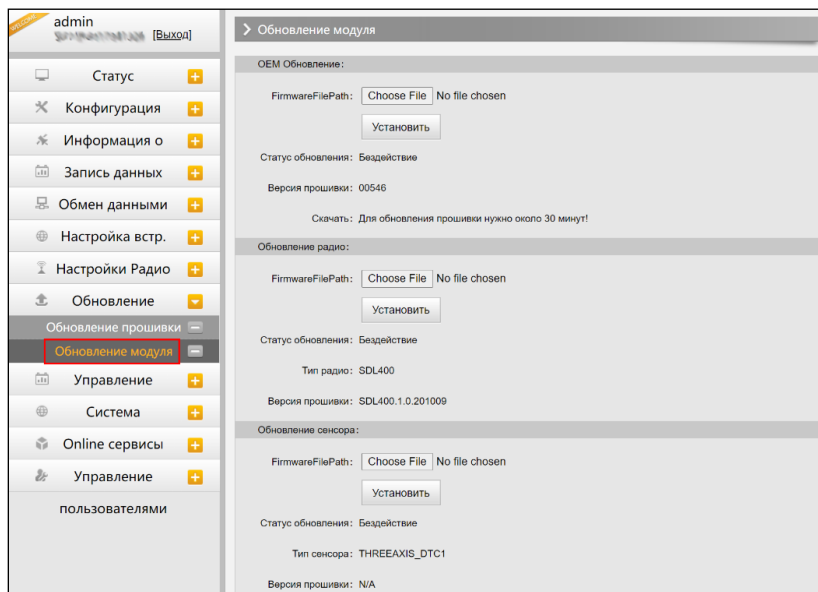 WELCOME
admin
[Выход]
Статус
Конфигурация
Информация о
Запись данных
Обмен данными
Настройка встр.
Настройки Радио
Обновление
Обновление прошивки
Обновление модуля
Управление
Система
Online сервисы
Управление
пользователями
Обновление модуля
OEM Обновление:
FirmwareFilePath: Choose File No file chosen
Установить
Статус обновления: Бездействие
Версия прошивки: 00546
Скачать: Для обновления прошивки нужно около 30 минут!
Обновление радио:
FirmwareFilePath: Choose File No file chosen
Установить
Статус обновления: Бездействие
Тип радио: SDL400
Версия прошивки: SDL400.1.0.201009
Обновление сенсора:
FirmwareFilePath: Choose File No file chosen
Установить
Статус обновления: Бездействие
Тип сенсора: THREEAXIS_DTC1
Версия прошивки: N/A